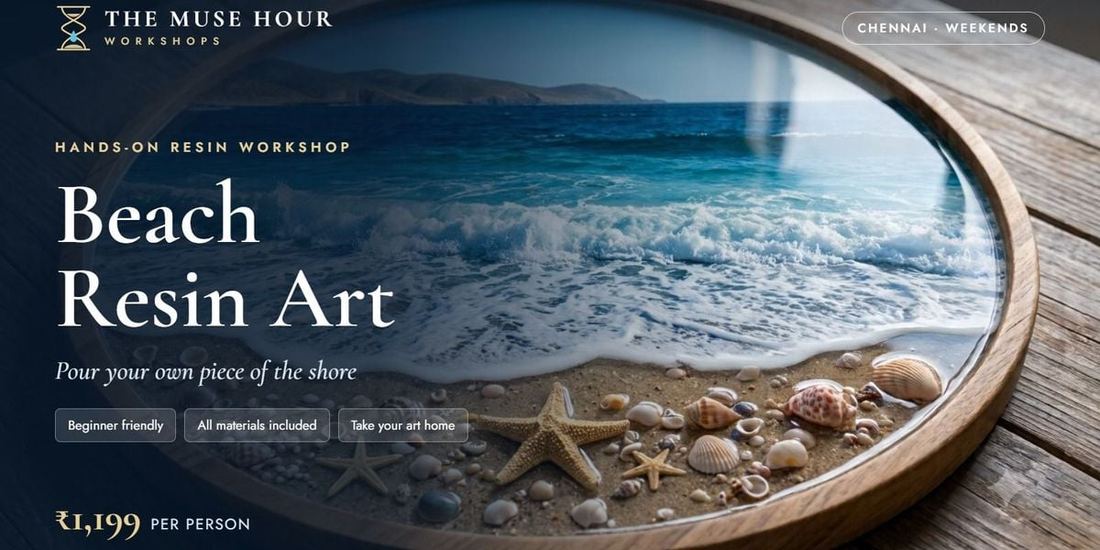 THE MUSE HOUR
WORKSHOPS
CHENNAI · WEEKENDS
HANDS-ON RESIN WORKSHOP
Beach
Resin Art
Pour your own piece of the shore
Beginner friendly
All materials included
Take your art home
₹1,199 PER PERSON